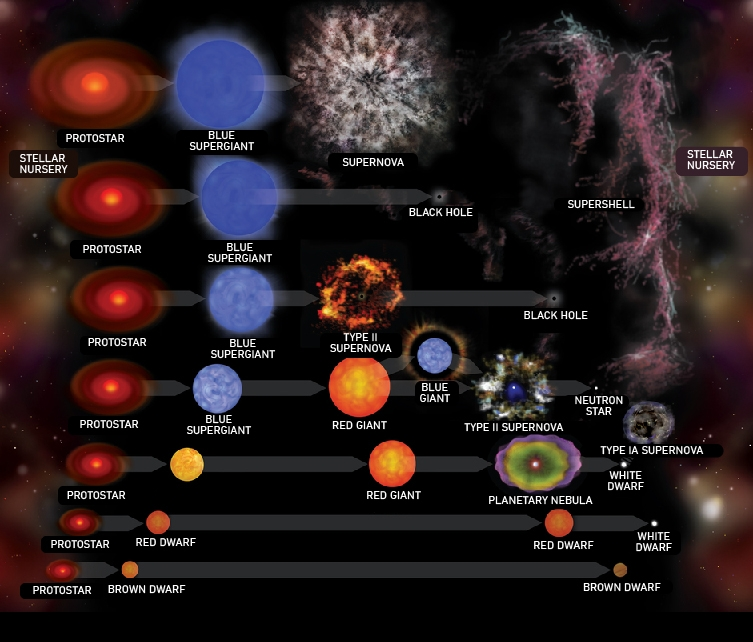 PROTOSTAR
BLUE
SUPERGIANT
SUPERNOVA
STELLAR
NURSERY
STELLAR
NURSERY
PROTOSTAR
BLUE
SUPERGIANT
BLACK HOLE
SUPERSHELL
PROTOSTAR
BLUE
SUPERGIANT
TYPE II
SUPERNOVA
BLACK HOLE
PROTOSTAR
BLUE
SUPERGIANT
RED GIANT
BLUE
GIANT
TYPE II SUPERNOVA
NEUTRON
STAR
TYPE IA SUPERNOVA
PROTOSTAR
RED GIANT
PLANETARY NEBULA
WHITE
DWARF
PROTOSTAR
RED DWARF
RED DWARF
WHITE
DWARF
PROTOSTAR
BROWN DWARF
BROWN DWARF